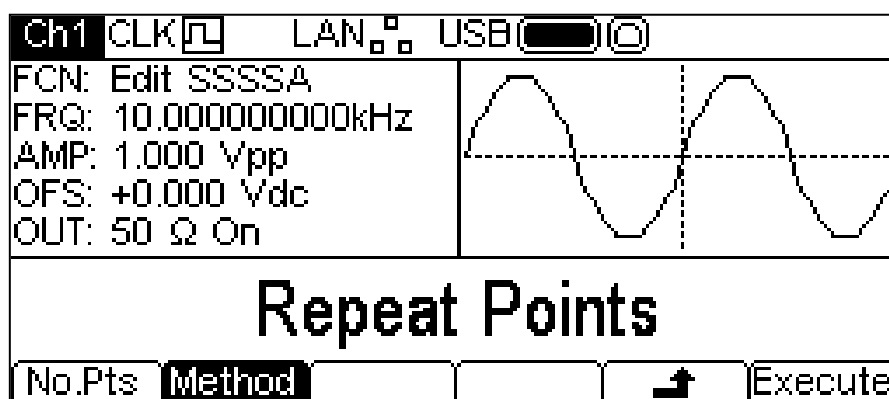 Ch1 CLK LAN USB
FCN: Edit SSSSA
FRQ: 10.000000000kHz
AMP: 1.000 Vpp
OFS: +0.000 Vdc
OUT: 50 Ω On
Repeat Points
No.Pts Method Execute